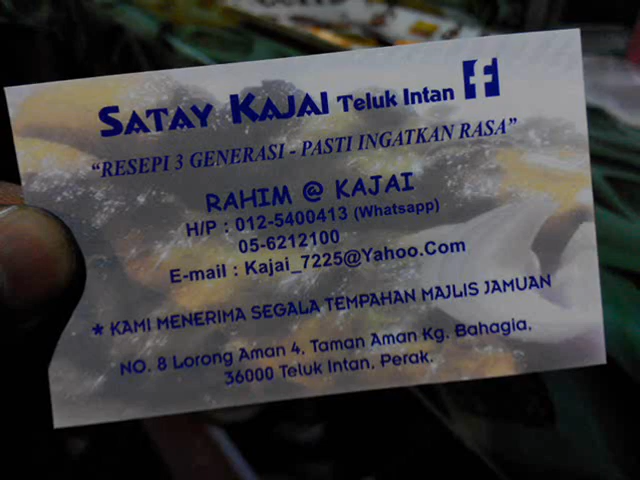 SATAY KAJAI Teluk Intan f
"RESEPI 3 GENERASI - PASTI INGATKAN RASA"
RAHIM @ KAJAI
H/P : 012-5400413 (Whatsapp)
05-6212100
E-mail : Kajai_7225@Yahoo.Com
* KAMI MENERIMA SEGALA TEMPAHAN MAJLIS JAMUAN
NO. 8 Lorong Aman 4, Taman Aman Kg. Bahagia,
36000 Teluk Intan, Perak.